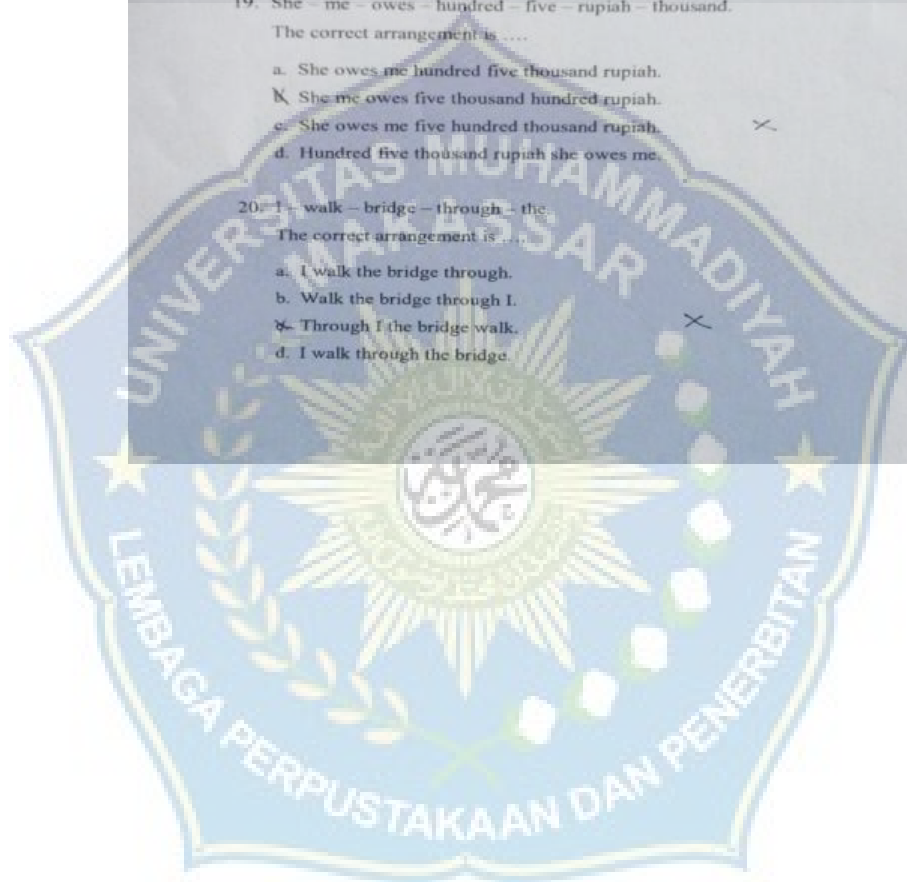 19. She – me – owes – hundred – five – rupiah – thousand.
The correct arrangement is ....
a. She owes me hundred five thousand rupiah.
b. She me owes five thousand hundred rupiah.
c. She owes me five hundred thousand rupiah.
d. Hundred five thousand rupiah she owes me.
20. I – walk – bridge – through – the
The correct arrangement is ....
a. I walk the bridge through.
b. Walk the bridge through I.
c. Through I the bridge walk.
d. I walk through the bridge.
UNIVERSITAS MUHAMMADIYAH
MAKASSAR
LEMBAGA PERPUSTAKAAN DAN PENERBITAN